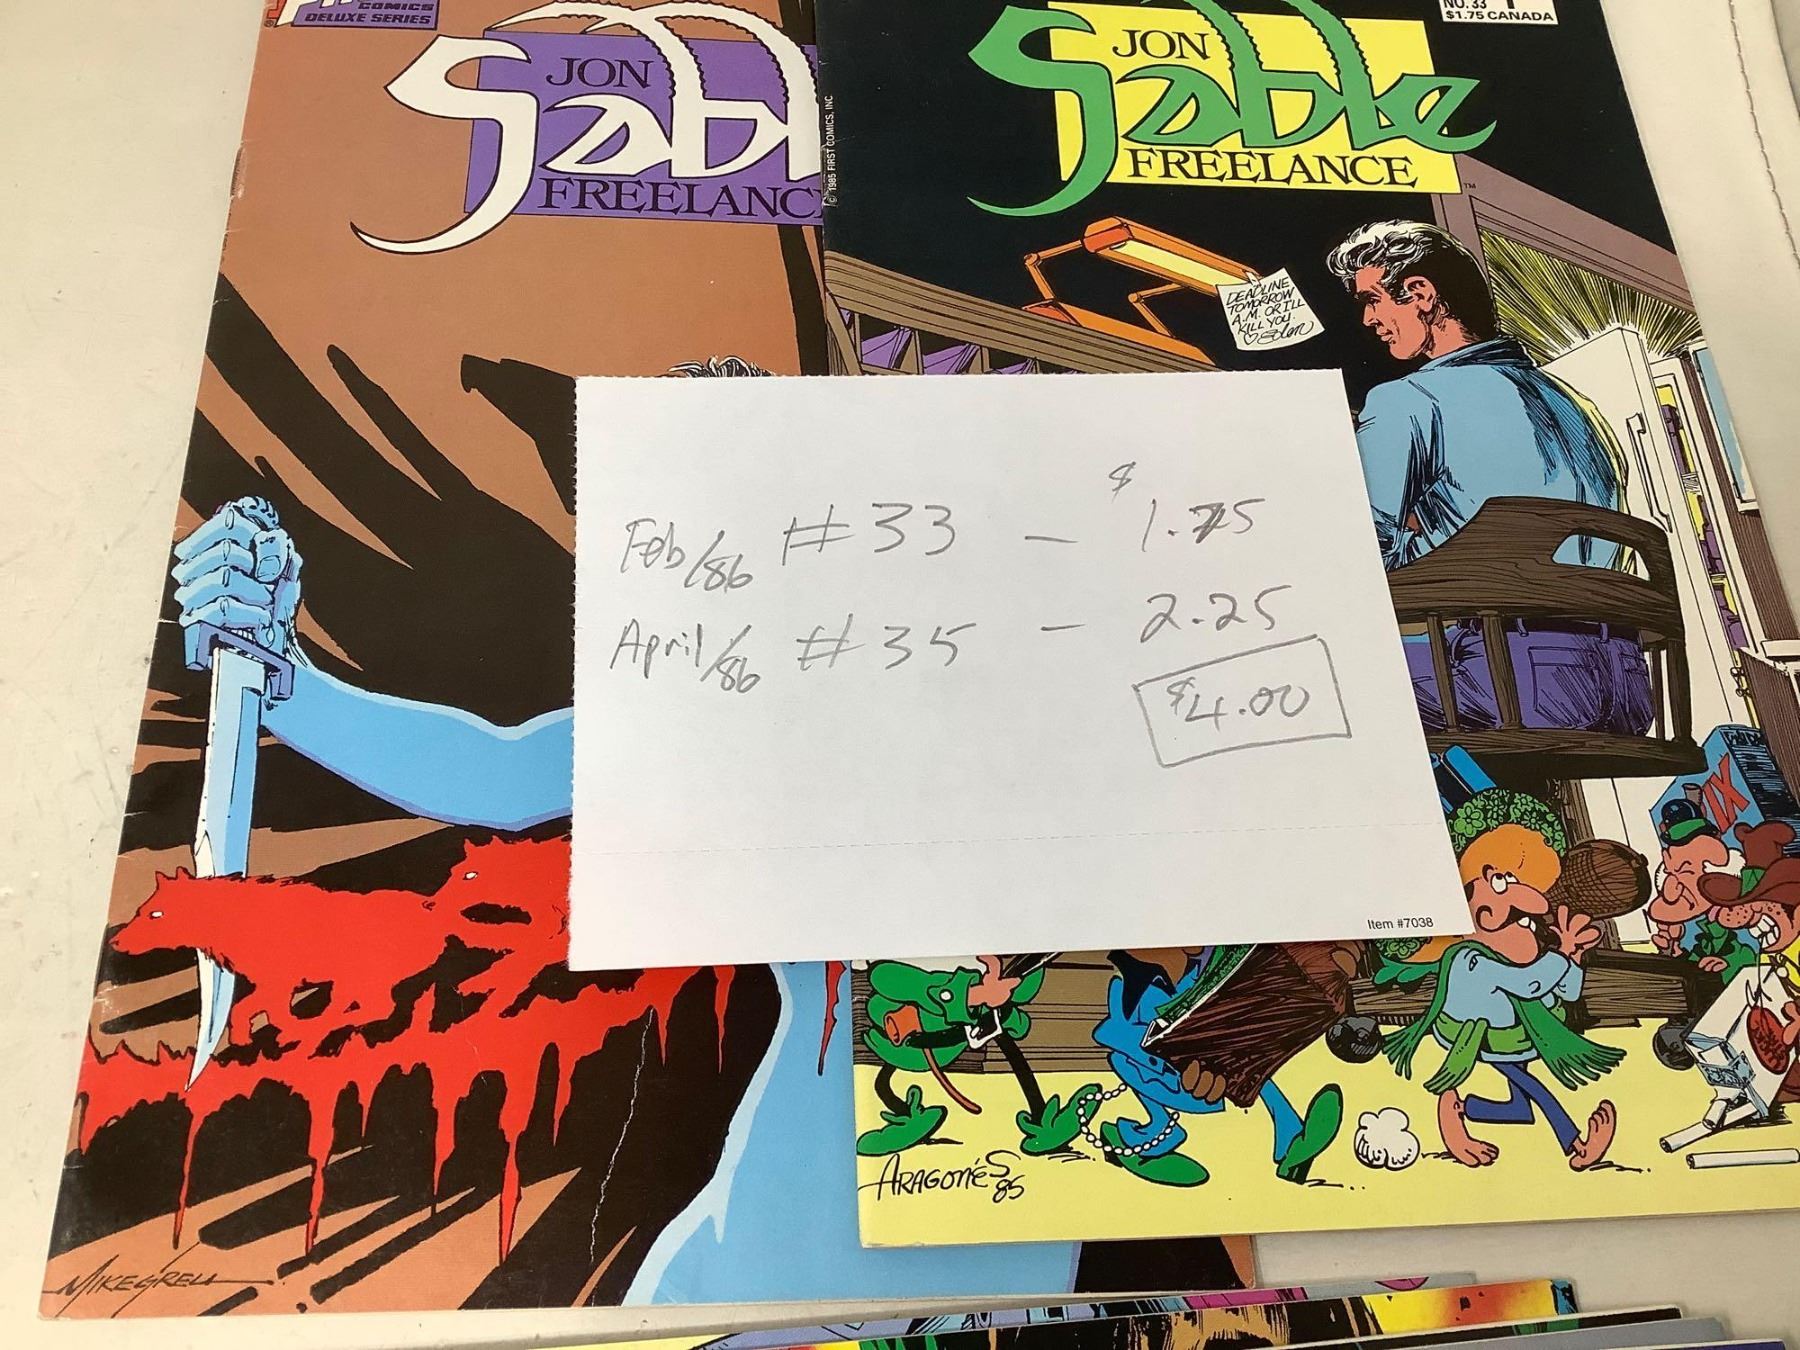 COMICS
DELUXE SERIES
JON
Sable
FREELANCE
NO. 33
$1.75 CANADA
JON
Sable
FREELANCE
TM
© 1985 FIRST COMICS, INC
DEADLINE
TOMORROW
A.M. OR I'LL
KILL YOU.
Feb/86 #33 - $1.75
April/86 #35 - 2.25
$4.00
Item #7038
MIKE GRELL
ARAGONÉS
85